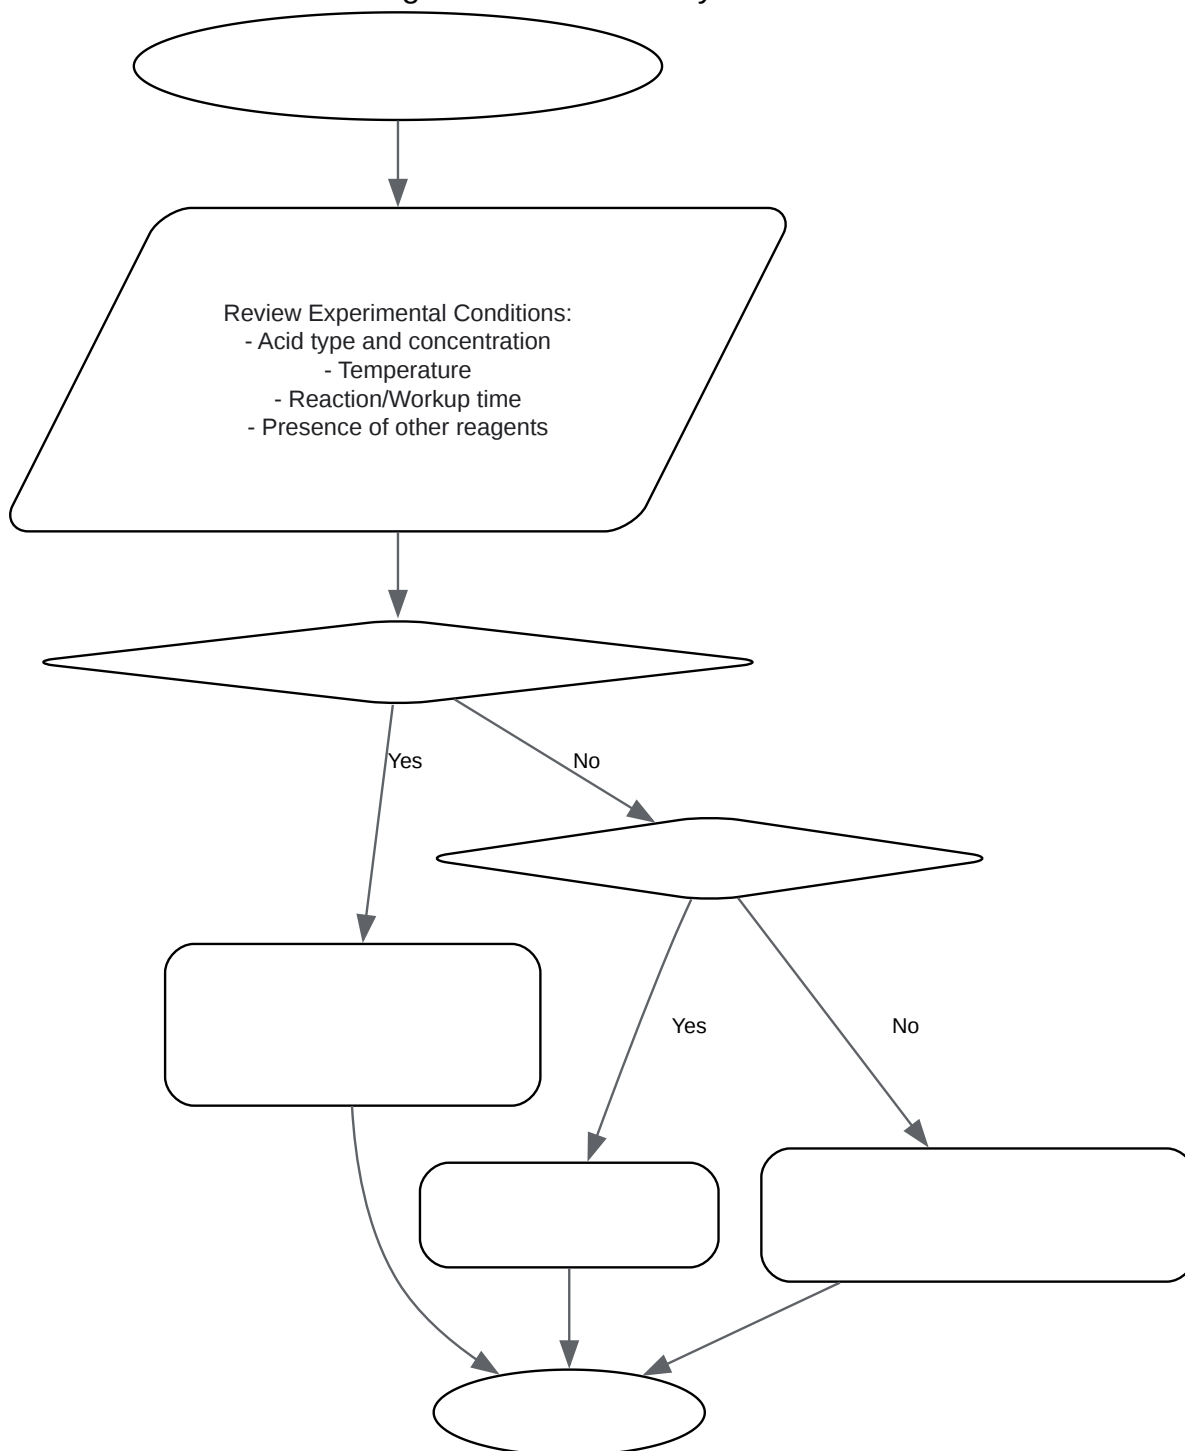 Review Experimental Conditions:
- Acid type and concentration
- Temperature
- Reaction/Workup time
- Presence of other reagents
Yes
No
Yes
No